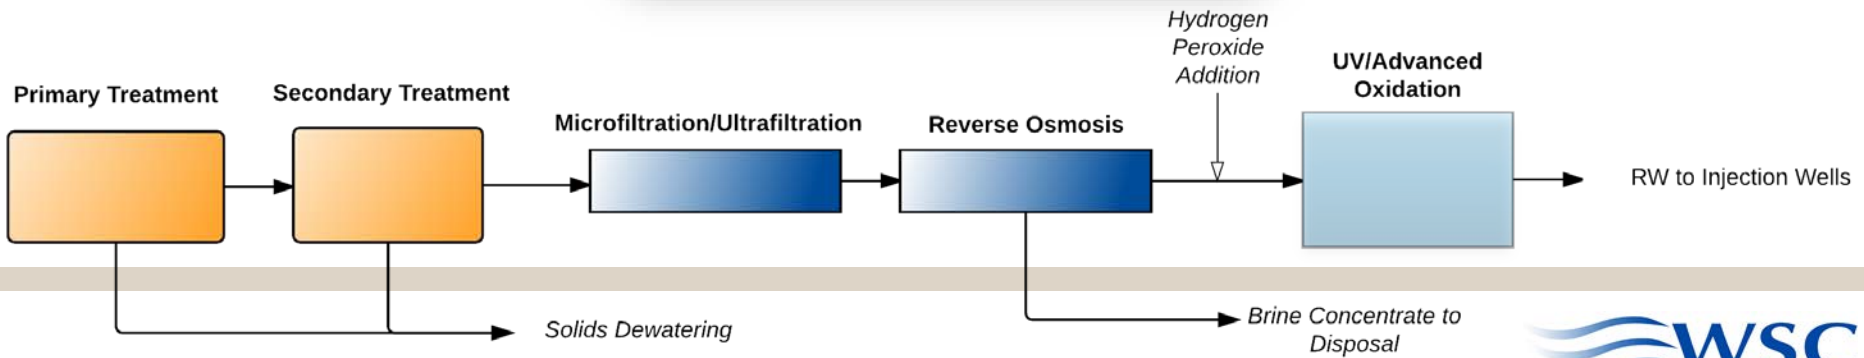 Hydrogen
Peroxide
Addition
UV/Advanced
Oxidation
Primary Treatment
Secondary Treatment
Microfiltration/Ultrafiltration
Reverse Osmosis
RW to Injection Wells
Solids Dewatering
Brine Concentrate to
Disposal
WSC